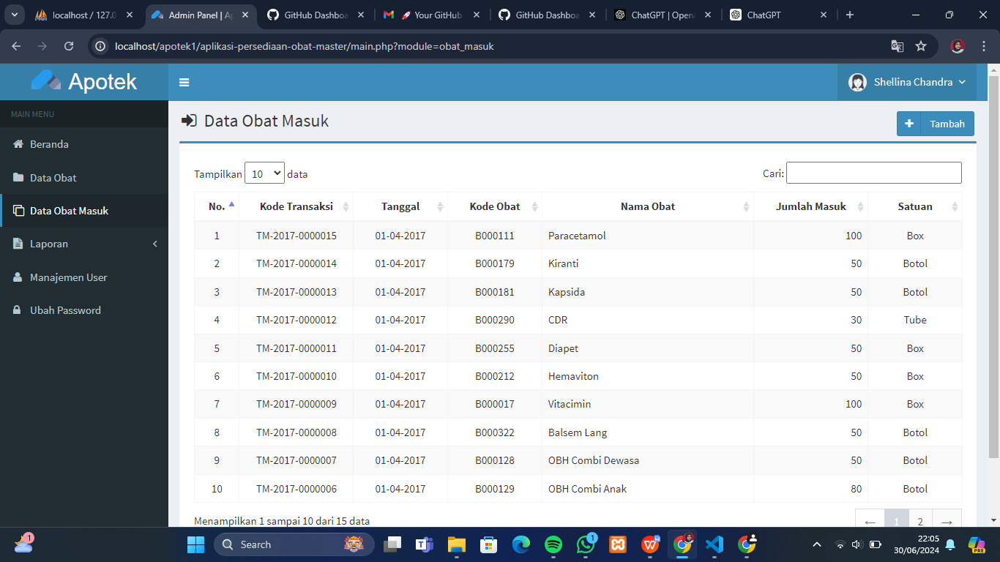 localhost / 127.0
Admin Panel | Ap
GitHub Dashboa
🚀 Your GitHub
GitHub Dashboa
ChatGPT | OpenA
ChatGPT
localhost/apotek1/aplikasi-persediaan-obat-master/main.php?module=obat_masuk
Apotek
Shellina Chandra
MAIN MENU
Beranda
Data Obat
Data Obat Masuk
Laporan
Manajemen User
Ubah Password
Data Obat Masuk
Tambah
Tampilkan 10 data
Cari:
No. Kode Transaksi Tanggal Kode Obat Nama Obat Jumlah Masuk Satuan
1 TM-2017-0000015 01-04-2017 B000111 Paracetamol 100 Box
2 TM-2017-0000014 01-04-2017 B000179 Kiranti 50 Botol
3 TM-2017-0000013 01-04-2017 B000181 Kapsida 50 Botol
4 TM-2017-0000012 01-04-2017 B000290 CDR 30 Tube
5 TM-2017-0000011 01-04-2017 B000255 Diapet 50 Box
6 TM-2017-0000010 01-04-2017 B000212 Hemaviton 50 Box
7 TM-2017-0000009 01-04-2017 B000017 Vitacimin 100 Box
8 TM-2017-0000008 01-04-2017 B000322 Balsem Lang 50 Botol
9 TM-2017-0000007 01-04-2017 B000128 OBH Combi Dewasa 50 Botol
10 TM-2017-0000006 01-04-2017 B000129 OBH Combi Anak 80 Botol
Menampilkan 1 sampai 10 dari 15 data
← 1 2 →
1
Search
1
22:05
30/06/2024
PRE